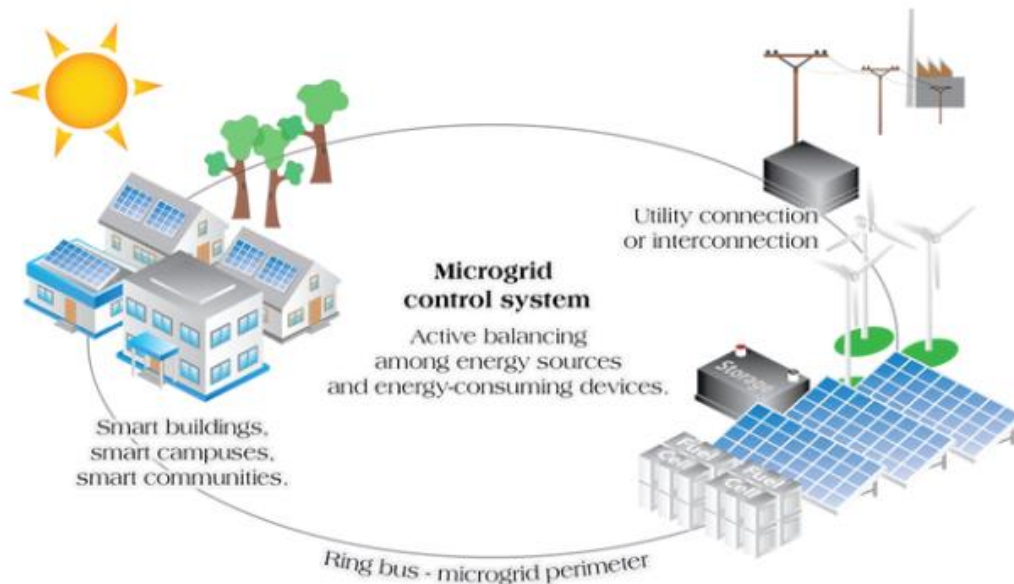 Utility connection
or interconnection
Microgrid
control system
Active balancing
among energy sources
and energy-consuming devices.
Storage
Smart buildings,
smart campuses,
smart communities.
Fuel
Cell
Fuel
Cell
Ring bus - microgrid perimeter